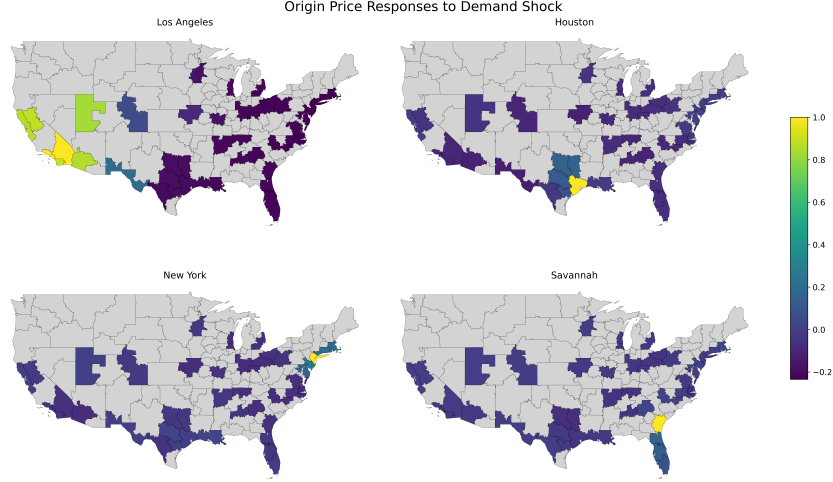 Origin Price Responses to Demand Shock
Los Angeles
Houston
New York
Savannah
1.0
0.8
0.6
0.4
0.2
0.0
−0.2